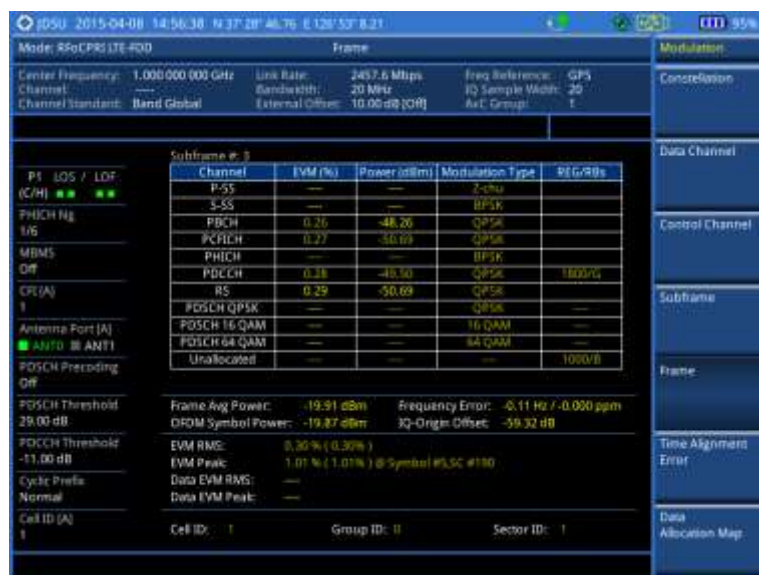 JDSU 2015-04-08 14:56:38 N 37° 28' 46.76 E 126° 53' 8.21 95%
Mode: RFoCPRI LTE-FDD Frame Modulation
Center Frequency: 1.000 000 000 GHz Link Rate: 2457.6 Mbps Freq Reference: GPS
Channel: ---- Bandwidth: 20 MHz IQ Sample Width: 20
Channel Standard: Band Global External Offset: 10.00 dB [Off] AxC Group: 1
Constellation
Data Channel
Control Channel
Subframe
Frame
Time Alignment Error
Data Allocation Map
P1 LOS / LOF
(C/H)
PHICH Ng
1/6
MBMS
Off
CFI [A]
1
Antenna Port [A]
ANT0 ANT1
PDSCH Precoding
Off
PDSCH Threshold
29.00 dB
PDCCH Threshold
-11.00 dB
Cyclic Prefix
Normal
Cell ID [A]
1
Channel EVM (%) Power (dBm) Modulation Type REG/RBs
P-SS ---- ---- Z-chu
S-SS ---- ---- BPSK
PBCH 0.26 -48.26 QPSK
PCFICH 0.27 -50.69 QPSK
PHICH ---- ---- BPSK
PDCCH 0.28 -49.50 QPSK 1800/G
RS 0.29 -50.69 QPSK
PDSCH QPSK ---- ---- QPSK ----
PDSCH 16 QAM ---- ---- 16 QAM ----
PDSCH 64 QAM ---- ---- 64 QAM ----
Unallocated ---- ---- ---- 1000/B
Frame Avg Power: -19.91 dBm Frequency Error: -0.11 Hz / -0.000 ppm
OFDM Symbol Power: -19.87 dBm IQ-Origin Offset: -59.32 dB
EVM RMS: 0.30 % ( 0.30% )
EVM Peak: 1.01 % ( 1.01% ) @ Symbol #5,SC #180
Data EVM RMS: ----
Data EVM Peak:
Cell ID: 1 Group ID: 0 Sector ID: 1